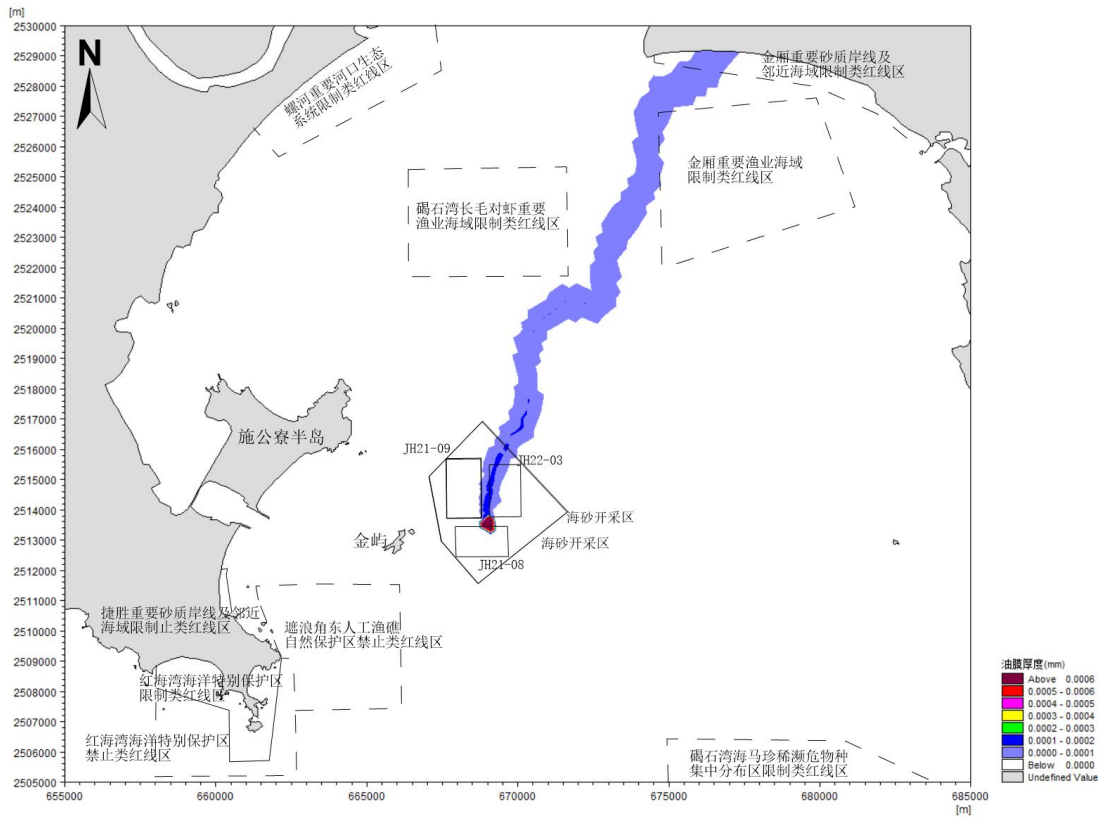 [m]
2530000
2529000
2528000
2527000
2526000
2525000
2524000
2523000
2522000
2521000
2520000
2519000
2518000
2517000
2516000
2515000
2514000
2513000
2512000
2511000
2510000
2509000
2508000
2507000
2506000
2505000
N
螺河重要河口生态
系统限制类红线区
金厢重要砂质岸线及
邻近海域限制类红线区
金厢重要渔业海域
限制类红线区
碣石湾长毛对虾重要
渔业海域限制类红线区
施公寮半岛
JH21-09
JH22-03
海砂开采区
海砂开采区
JH21-08
金屿
捷胜重要砂质岸线及邻近
海域限制止类红线区
遮浪角东人工渔礁
自然保护区禁止类红线区
红海湾海洋特别保护区
限制类红线区
红海湾海洋特别保护区
禁止类红线区
碣石湾海马珍稀濒危物种
集中分布区限制类红线区
655000
660000
665000
670000
675000
680000
685000
[m]
油膜厚度(mm)
Above 0.0006
0.0005 - 0.0006
0.0004 - 0.0005
0.0003 - 0.0004
0.0002 - 0.0003
0.0001 - 0.0002
0.0000 - 0.0001
Below 0.0000
Undefined Value